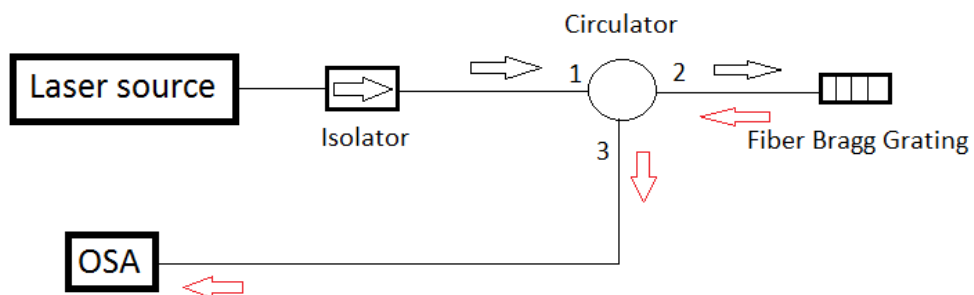 Circulator
Laser source
1
2
Isolator
3
Fiber Bragg Grating
OSA